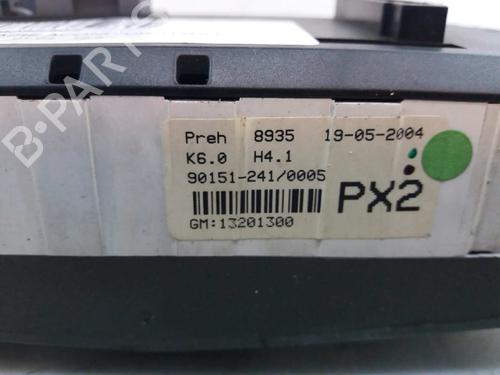 B-PARTS
Preh 8935 19-05-2004
K6.0 H4.1
90151-241/0005
PX2
GM:13201300